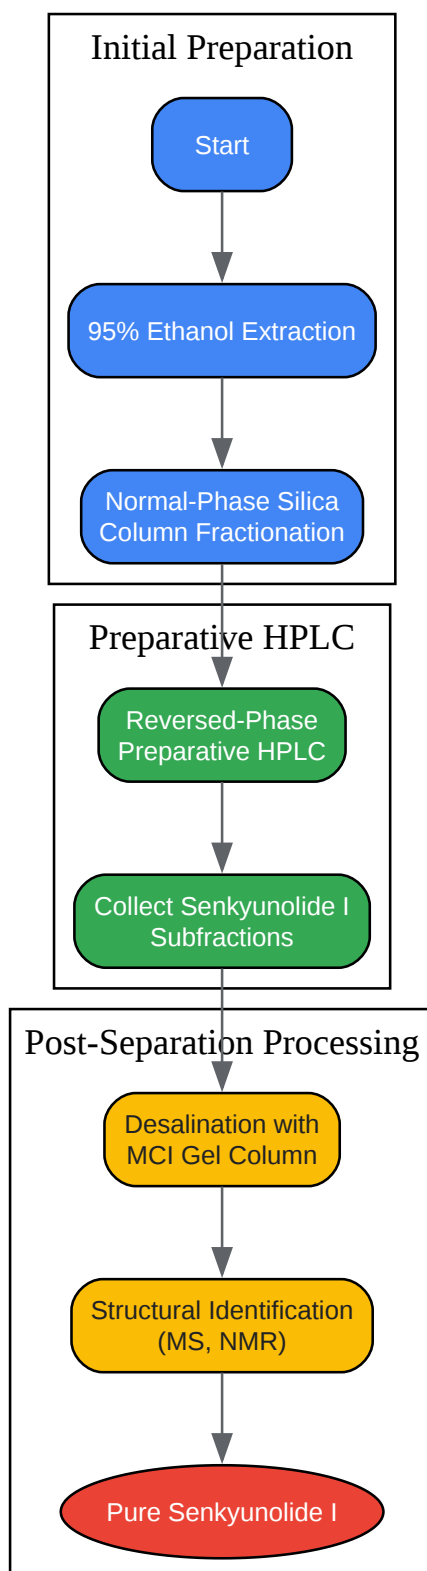 Initial Preparation
Start
95% Ethanol Extraction
Normal-Phase Silica
Column Fractionation
Preparative HPLC
Reversed-Phase
Preparative HPLC
Collect Senkyunolide I
Subfractions
Post-Separation Processing
Desalination with
MCI Gel Column
Structural Identification
(MS, NMR)
Pure Senkyunolide I